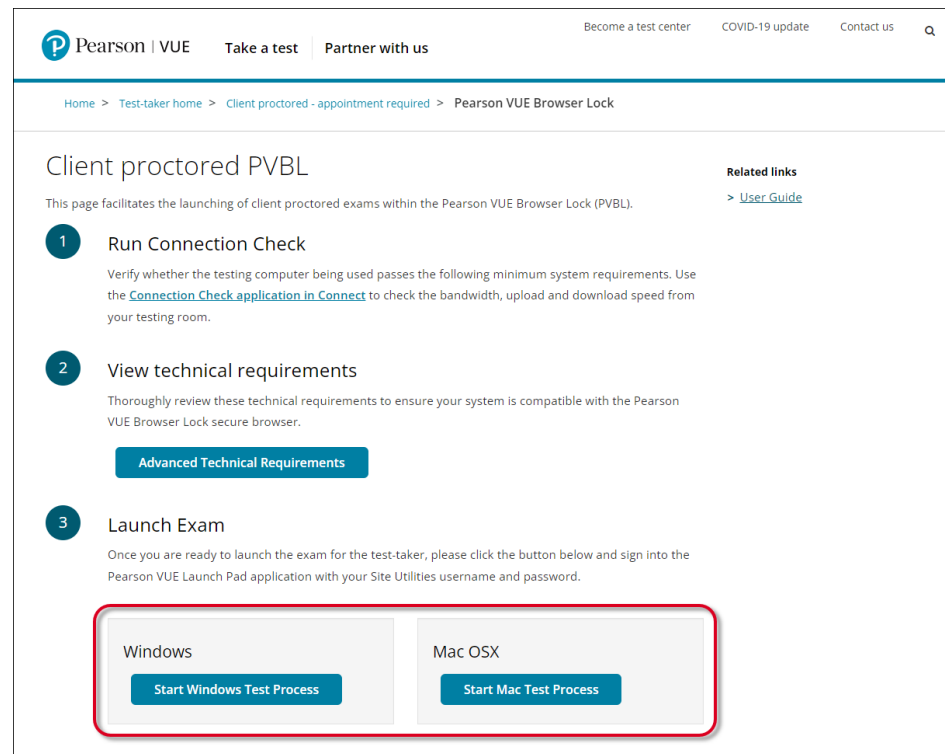 Become a test center COVID-19 update Contact us
Pearson | VUE Take a test Partner with us
Home > Test-taker home > Client proctored - appointment required > Pearson VUE Browser Lock
Client proctored PVBL
Related links
This page facilitates the launching of client proctored exams within the Pearson VUE Browser Lock (PVBL).
> User Guide
1 Run Connection Check
Verify whether the testing computer being used passes the following minimum system requirements. Use
the Connection Check application in Connect to check the bandwidth, upload and download speed from
your testing room.
2 View technical requirements
Thoroughly review these technical requirements to ensure your system is compatible with the Pearson
VUE Browser Lock secure browser.
Advanced Technical Requirements
3 Launch Exam
Once you are ready to launch the exam for the test-taker, please click the button below and sign into the
Pearson VUE Launch Pad application with your Site Utilities username and password.
Windows Mac OSX
Start Windows Test Process Start Mac Test Process